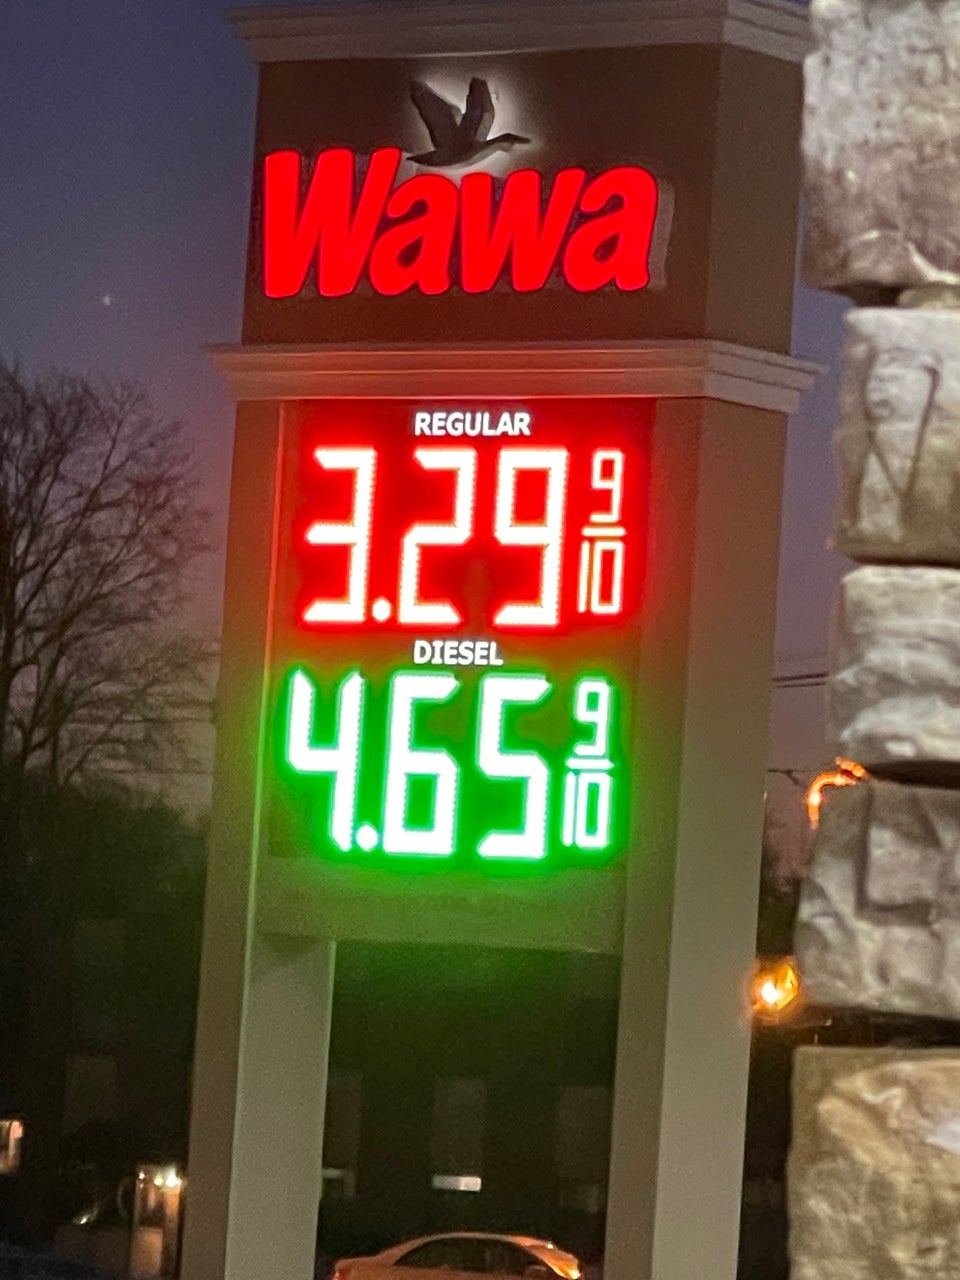 Wawa
REGULAR
3.29 9/10
DIESEL
4.65 9/10